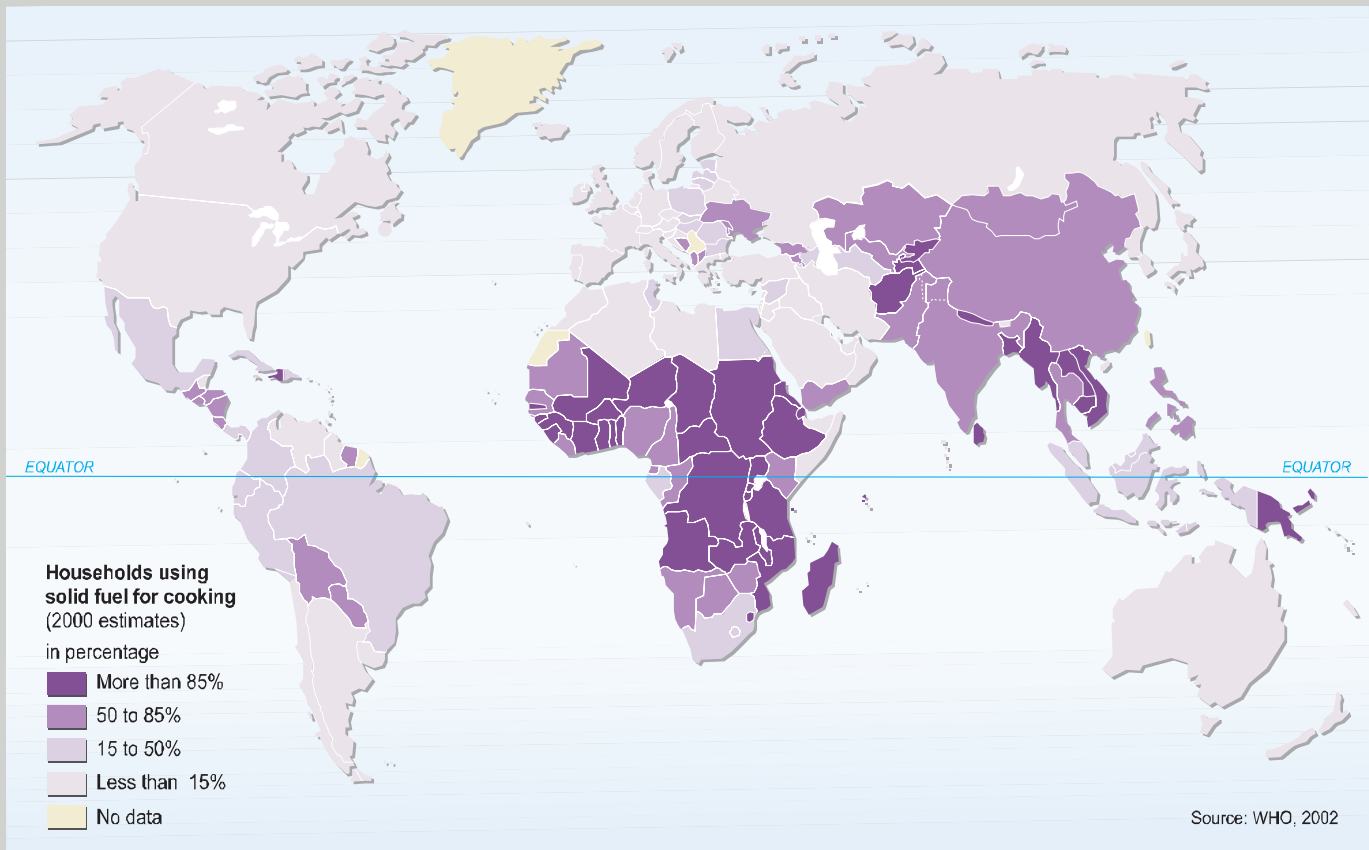 EQUATOR
EQUATOR
Households using
solid fuel for cooking
(2000 estimates)
in percentage
More than 85%
50 to 85%
15 to 50%
Less than 15%
No data
Source: WHO, 2002